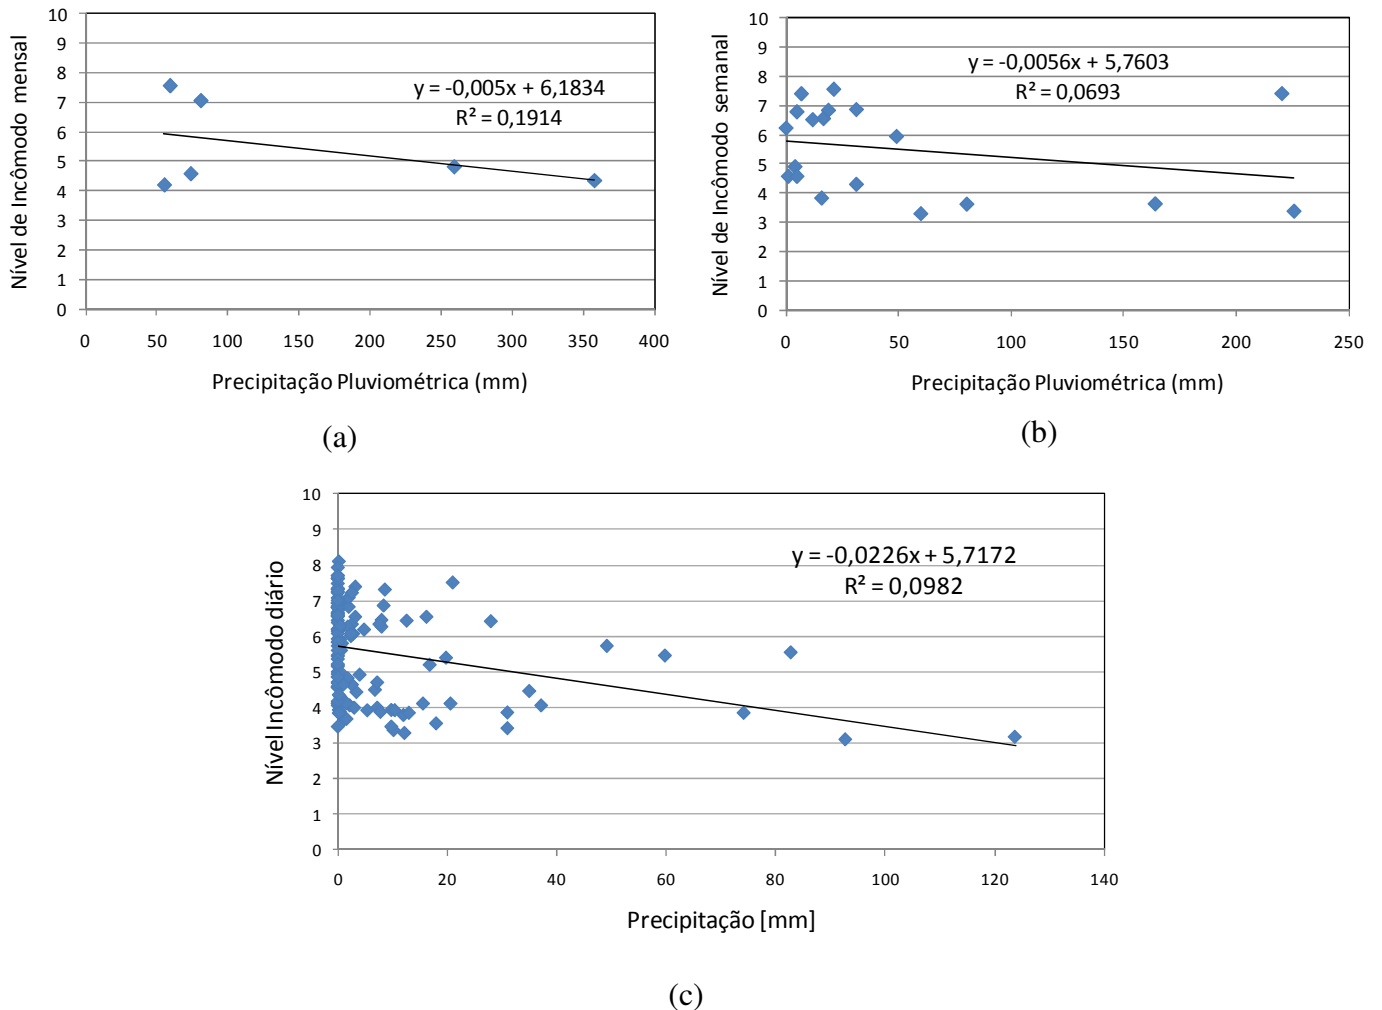 Nível de Incômodo mensal
10
9
8
7
6
5
4
3
2
1
0
y = -0,005x + 6,1834
R² = 0,1914
0 50 100 150 200 250 300 350 400
Precipitação Pluviométrica (mm)
(a)
Nível de Incômodo semanal
10
9
8
7
6
5
4
3
2
1
0
y = -0,0056x + 5,7603
R² = 0,0693
0 50 100 150 200 250
Precipitação Pluviométrica (mm)
(b)
Nível Incômodo diário
10
9
8
7
6
5
4
3
2
1
0
y = -0,0226x + 5,7172
R² = 0,0982
0 20 40 60 80 100 120 140
Precipitação [mm]
(c)